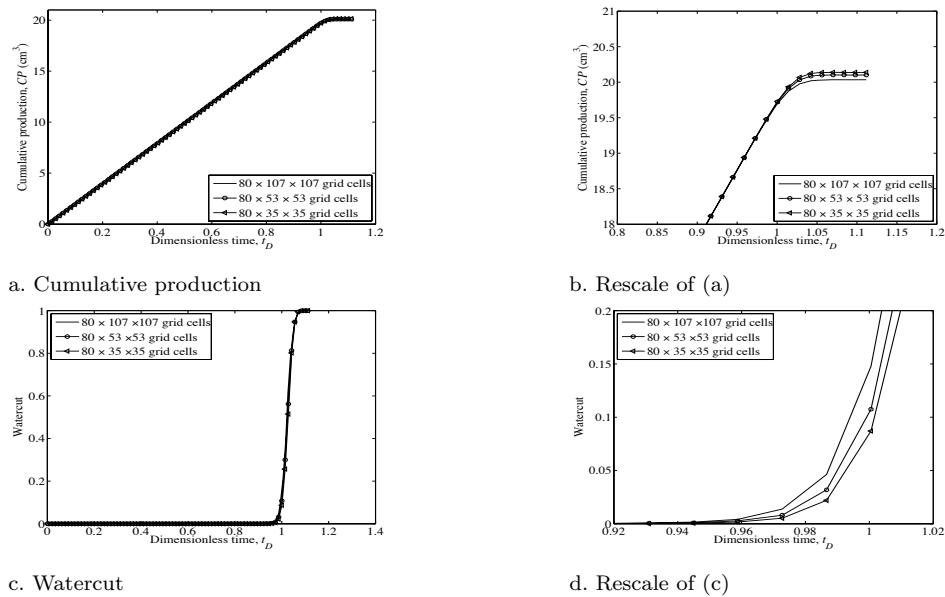 21
20
15
10
5
0
Cumulative production, CP (cm³)
80 × 107 × 107 grid cells
80 × 53 × 53 grid cells
80 × 35 × 35 grid cells
0 0.2 0.4 0.6 0.8 1 1.2
Dimensionless time, t_D
20.5
20
19.5
19
18.5
18
Cumulative production, CP (cm³)
80 × 107 × 107 grid cells
80 × 53 × 53 grid cells
80 × 35 × 35 grid cells
0.8 0.85 0.9 0.95 1 1.05 1.1 1.15 1.2
Dimensionless time, t_D
a. Cumulative production
b. Rescale of (a)
1
0.8
0.6
0.4
0.2
0
Watercut
80 × 107 ×107 grid cells
80 × 53 ×53 grid cells
80 × 35 ×35 grid cells
0 0.2 0.4 0.6 0.8 1 1.2 1.4
Dimensionless time, t_D
0.2
0.15
0.1
0.05
0
Watercut
80 × 107 ×107 grid cells
80 × 53 ×53 grid cells
80 × 35 ×35 grid cells
0.92 0.94 0.96 0.98 1 1.02
Dimensionless time, t_D
c. Watercut
d. Rescale of (c)